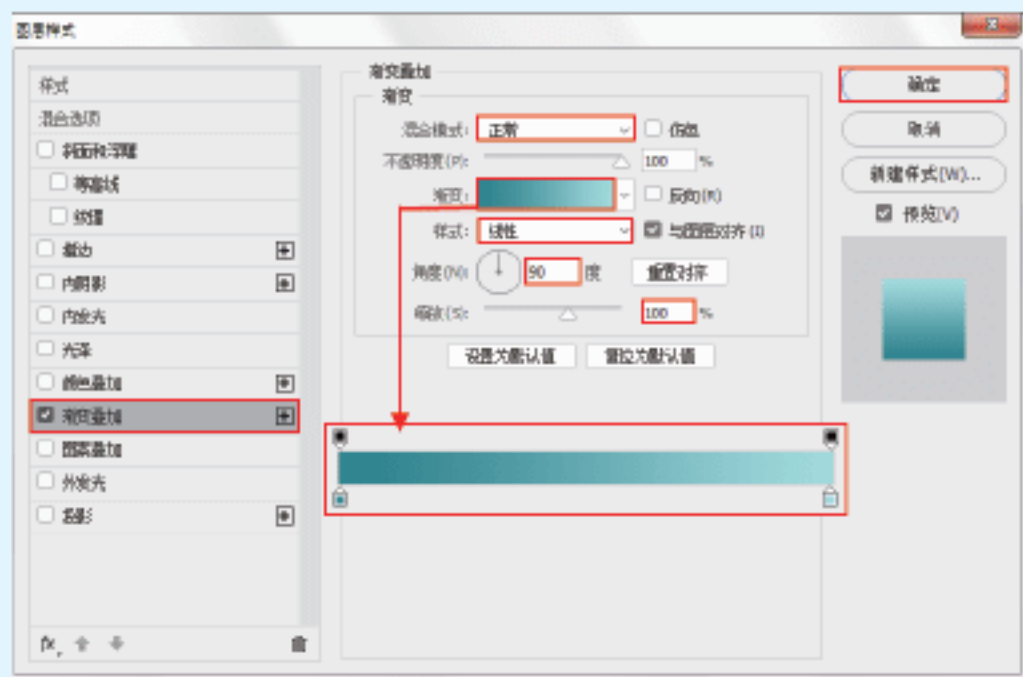 图层样式
样式
混合选项
斜面和浮雕
等高线
纹理
描边
内阴影
内发光
光泽
颜色叠加
渐变叠加
图案叠加
外发光
投影
fx
渐变叠加
渐变
混合模式: 正常 仿色
不透明度(P): 100 %
渐变: 反向(R)
样式: 线性 与图层对齐(I)
角度(N): 90 度 重置对齐
缩放(S): 100 %
设置为默认值 复位为默认值
确定
取消
新建样式(W)...
预览(V)